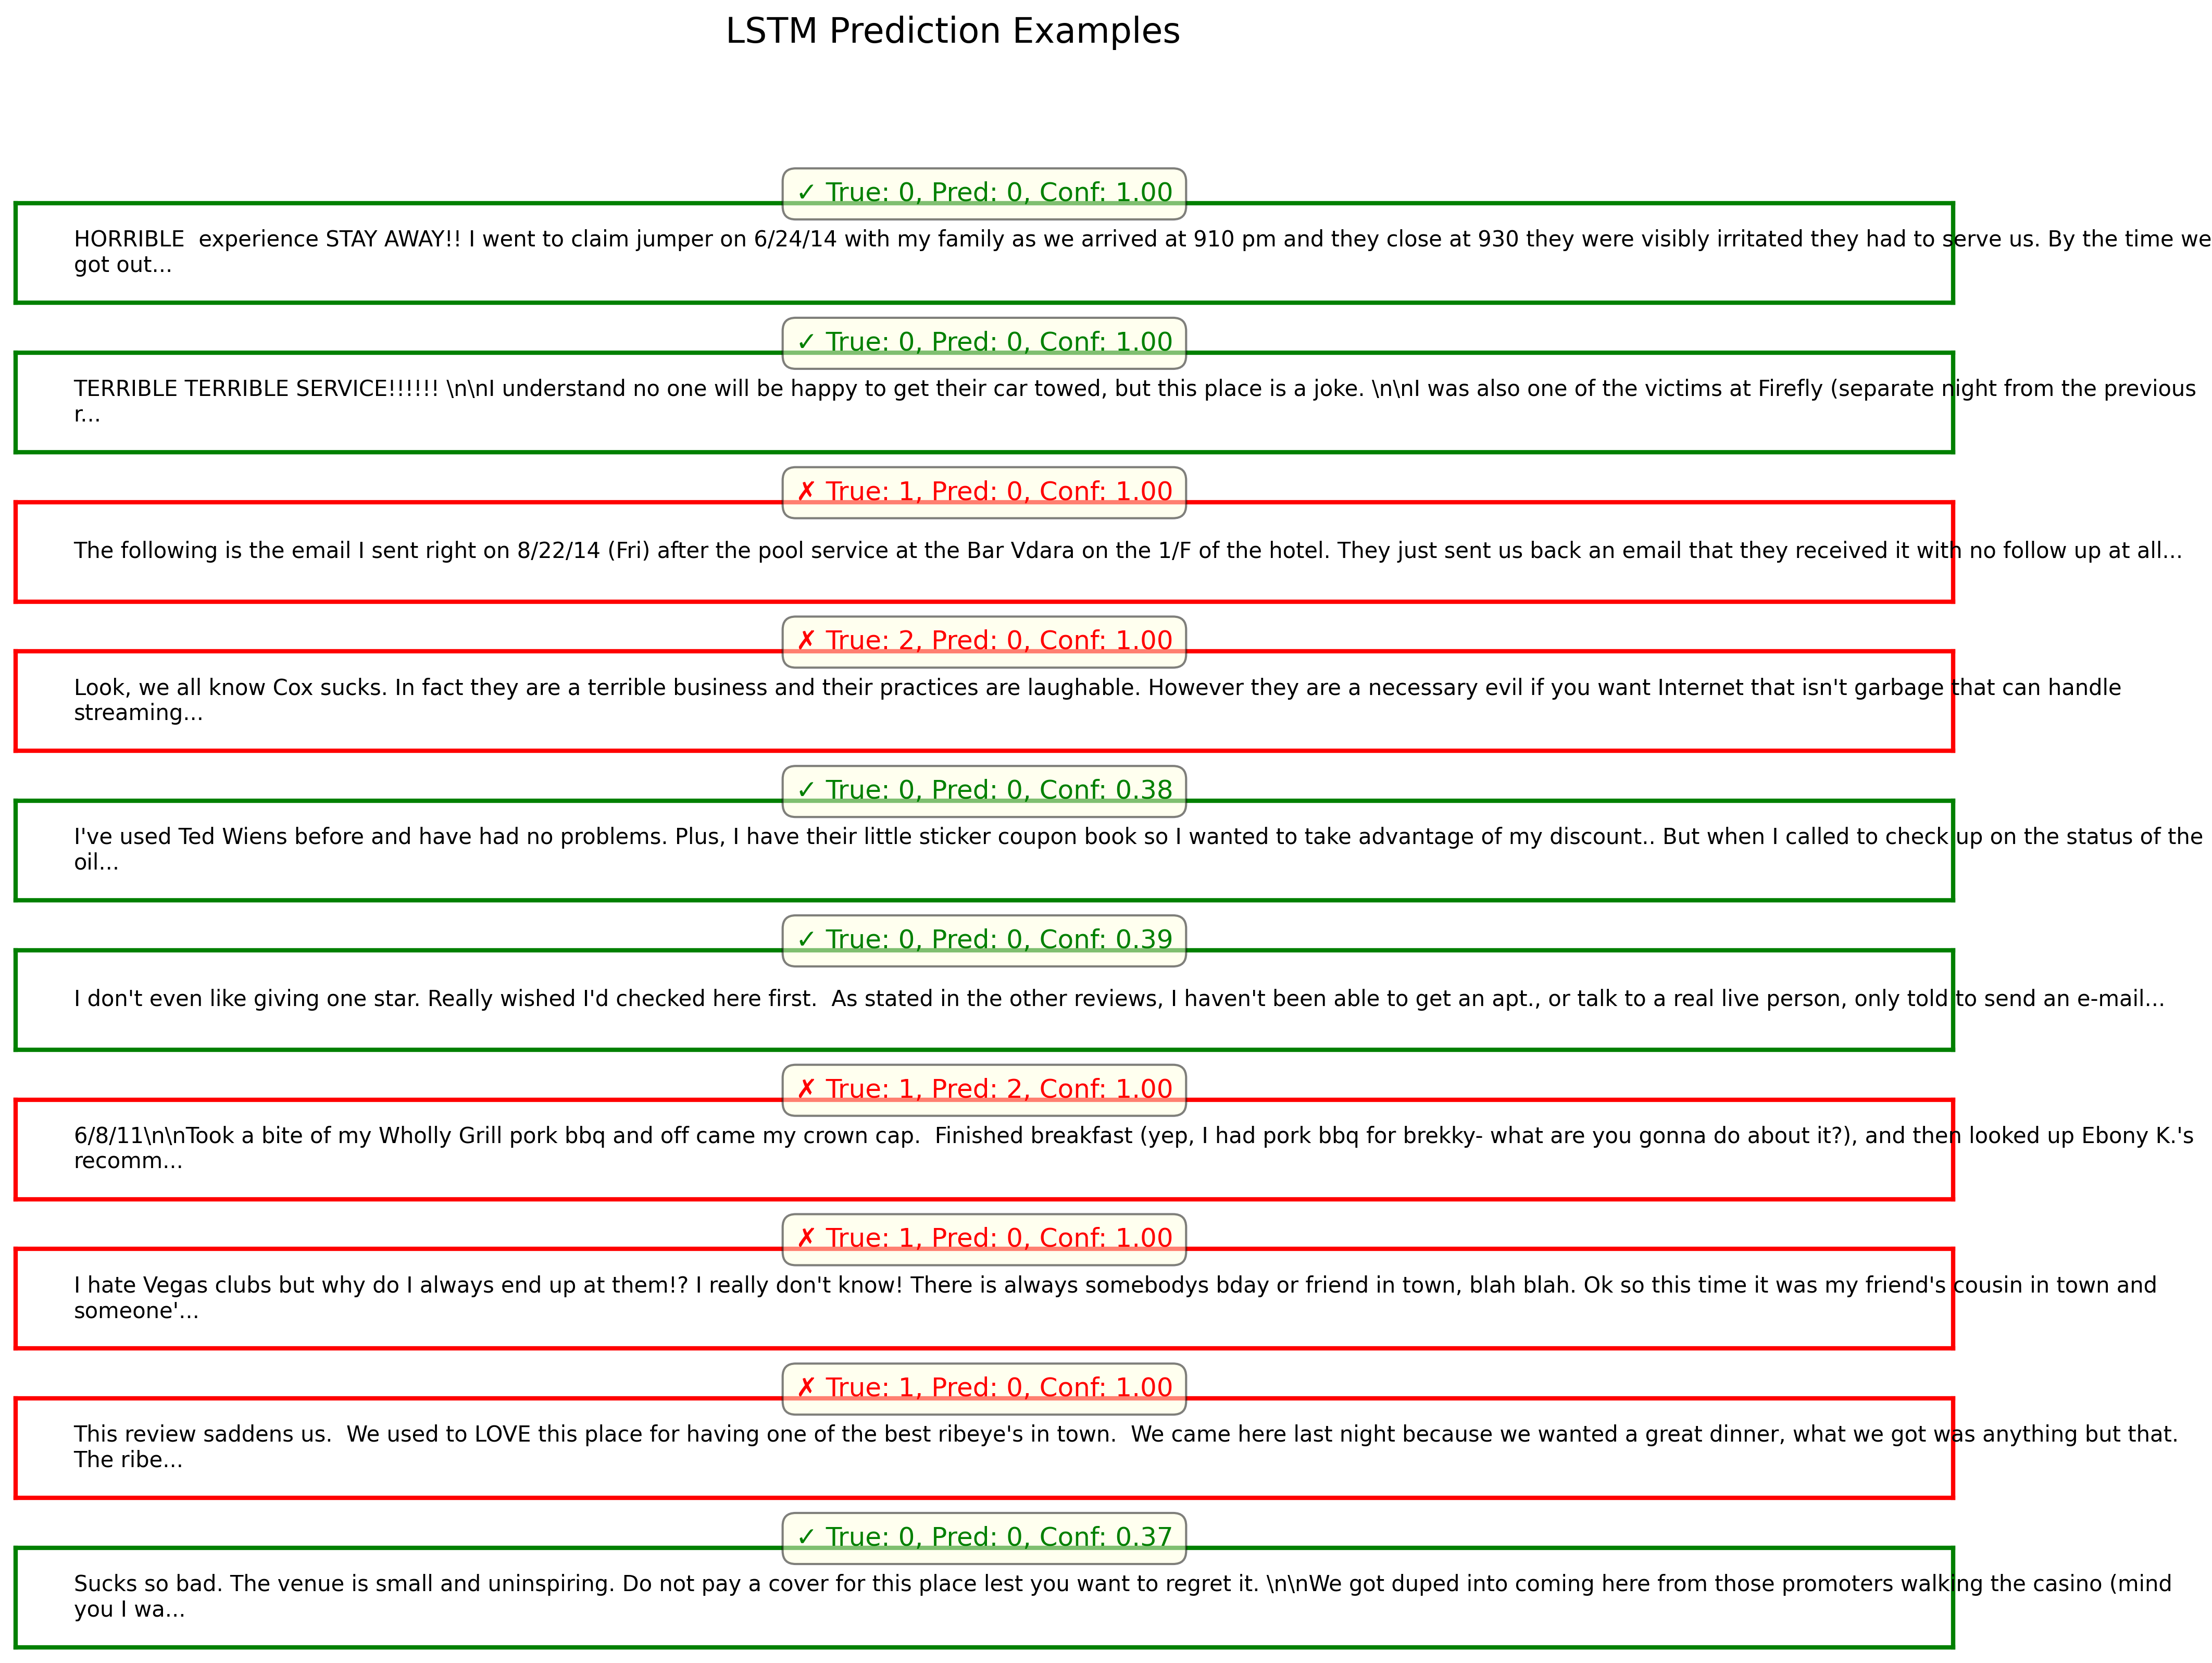 LSTM Prediction Examples
✓ True: 0, Pred: 0, Conf: 1.00
HORRIBLE  experience STAY AWAY!! I went to claim jumper on 6/24/14 with my family as we arrived at 910 pm and they close at 930 they were visibly irritated they had to serve us. By the time we
got out...
✓ True: 0, Pred: 0, Conf: 1.00
TERRIBLE TERRIBLE SERVICE!!!!!! \n\nI understand no one will be happy to get their car towed, but this place is a joke. \n\nI was also one of the victims at Firefly (separate night from the previous
r...
✗ True: 1, Pred: 0, Conf: 1.00
The following is the email I sent right on 8/22/14 (Fri) after the pool service at the Bar Vdara on the 1/F of the hotel. They just sent us back an email that they received it with no follow up at all...
✗ True: 2, Pred: 0, Conf: 1.00
Look, we all know Cox sucks. In fact they are a terrible business and their practices are laughable. However they are a necessary evil if you want Internet that isn't garbage that can handle
streaming...
✓ True: 0, Pred: 0, Conf: 0.38
I've used Ted Wiens before and have had no problems. Plus, I have their little sticker coupon book so I wanted to take advantage of my discount.. But when I called to check up on the status of the
oil...
✓ True: 0, Pred: 0, Conf: 0.39
I don't even like giving one star. Really wished I'd checked here first.  As stated in the other reviews, I haven't been able to get an apt., or talk to a real live person, only told to send an e-mail...
✗ True: 1, Pred: 2, Conf: 1.00
6/8/11\n\nTook a bite of my Wholly Grill pork bbq and off came my crown cap.  Finished breakfast (yep, I had pork bbq for brekky- what are you gonna do about it?), and then looked up Ebony K.'s
recomm...
✗ True: 1, Pred: 0, Conf: 1.00
I hate Vegas clubs but why do I always end up at them!? I really don't know! There is always somebodys bday or friend in town, blah blah. Ok so this time it was my friend's cousin in town and
someone'...
✗ True: 1, Pred: 0, Conf: 1.00
This review saddens us.  We used to LOVE this place for having one of the best ribeye's in town.  We came here last night because we wanted a great dinner, what we got was anything but that.
The ribe...
✓ True: 0, Pred: 0, Conf: 0.37
Sucks so bad. The venue is small and uninspiring. Do not pay a cover for this place lest you want to regret it. \n\nWe got duped into coming here from those promoters walking the casino (mind
you I wa...